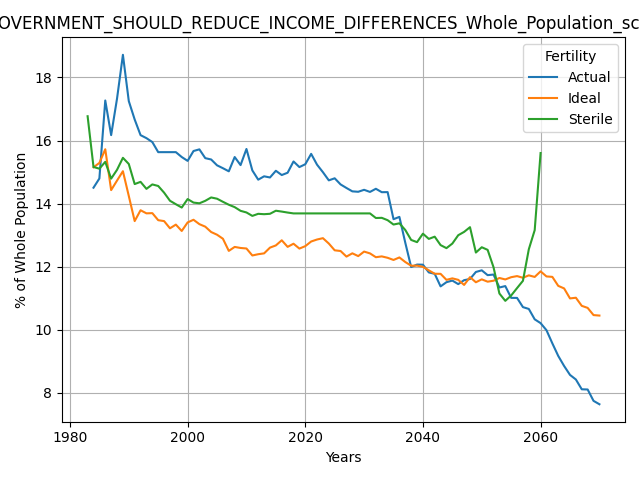 OVERNMENT_SHOULD_REDUCE_INCOME_DIFFERENCES_Whole_Population_sc
Fertility
Actual
Ideal
Sterile
% of Whole Population
18
16
14
12
10
8
1980 2000 2020 2040 2060
Years